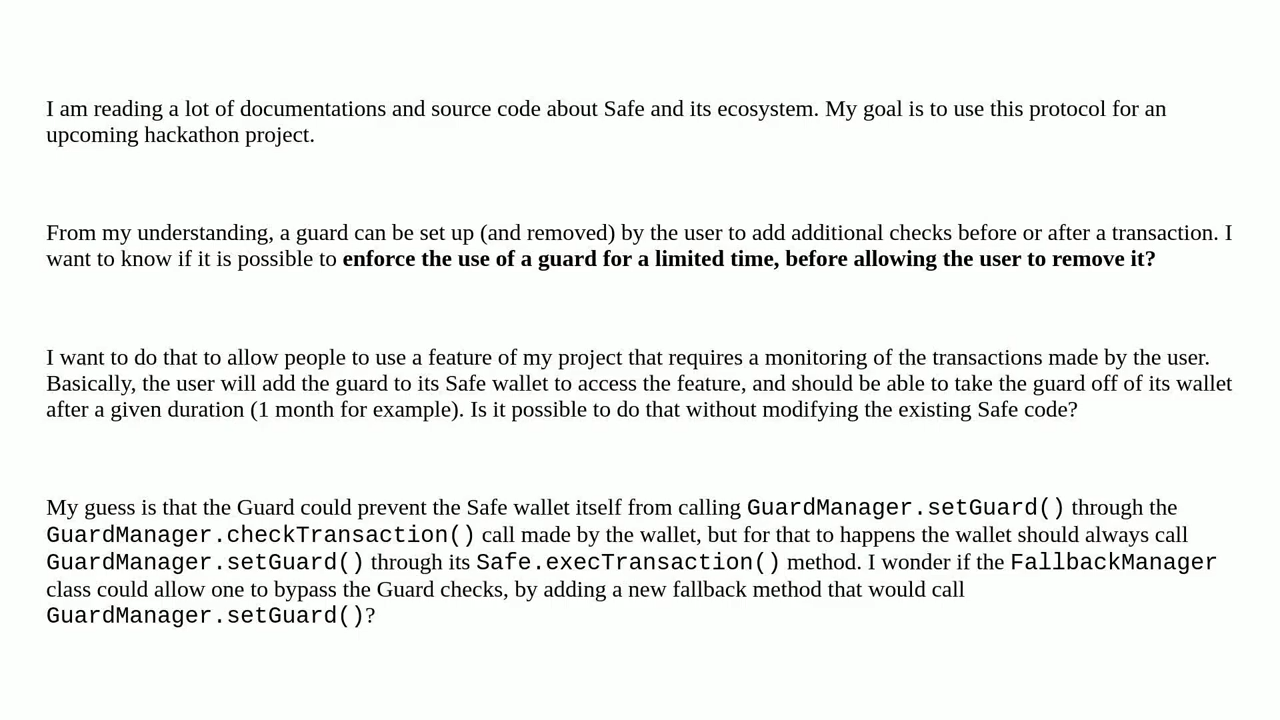 I am reading a lot of documentations and source code about Safe and its ecosystem. My goal is to use this protocol for an
upcoming hackathon project.
From my understanding, a guard can be set up (and removed) by the user to add additional checks before or after a transaction. I
want to know if it is possible to enforce the use of a guard for a limited time, before allowing the user to remove it?
I want to do that to allow people to use a feature of my project that requires a monitoring of the transactions made by the user.
Basically, the user will add the guard to its Safe wallet to access the feature, and should be able to take the guard off of its wallet
after a given duration (1 month for example). Is it possible to do that without modifying the existing Safe code?
My guess is that the Guard could prevent the Safe wallet itself from calling GuardManager.setGuard() through the
GuardManager.checkTransaction() call made by the wallet, but for that to happens the wallet should always call
GuardManager.setGuard() through its Safe.execTransaction() method. I wonder if the FallbackManager
class could allow one to bypass the Guard checks, by adding a new fallback method that would call
GuardManager.setGuard()?